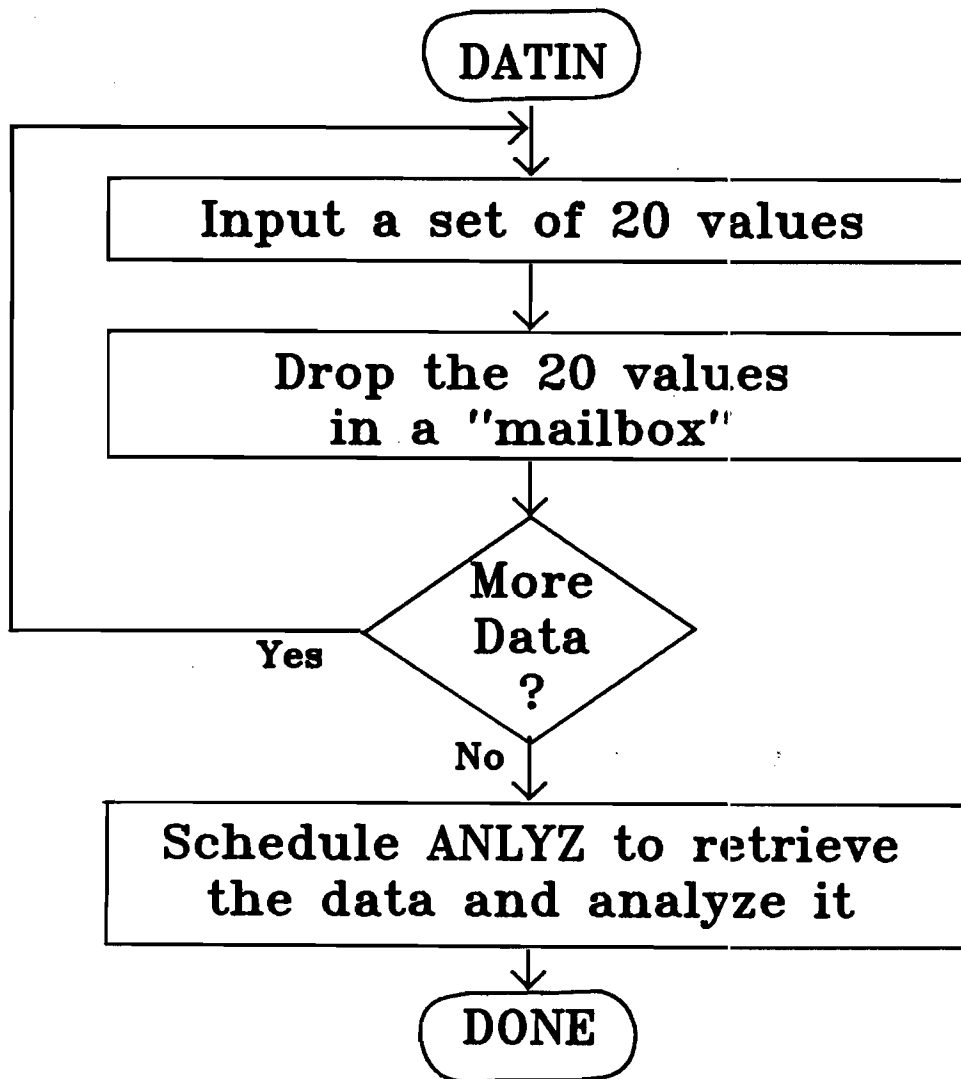 DATIN
Input a set of 20 values
Drop the 20 values
in a "mailbox"
More
Data
?
Yes
No
Schedule ANLYZ to retrieve
the data and analyze it
DONE